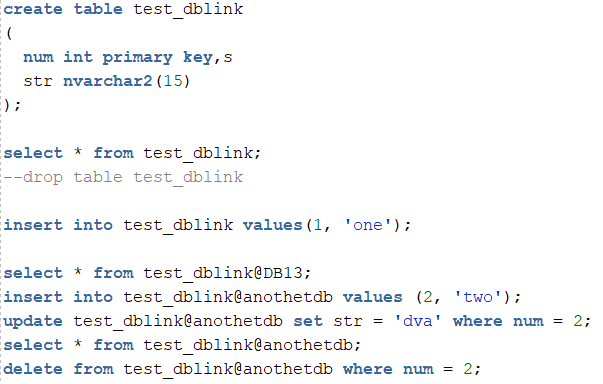 create table test_dblink
(
  num int primary key,s
  str nvarchar2(15)
);
select * from test_dblink;
--drop table test_dblink
insert into test_dblink values(1, 'one');
select * from test_dblink@DB13;
insert into test_dblink@anothetdb values (2, 'two');
update test_dblink@anothetdb set str = 'dva' where num = 2;
select * from test_dblink@anothetdb;
delete from test_dblink@anothetdb where num = 2;